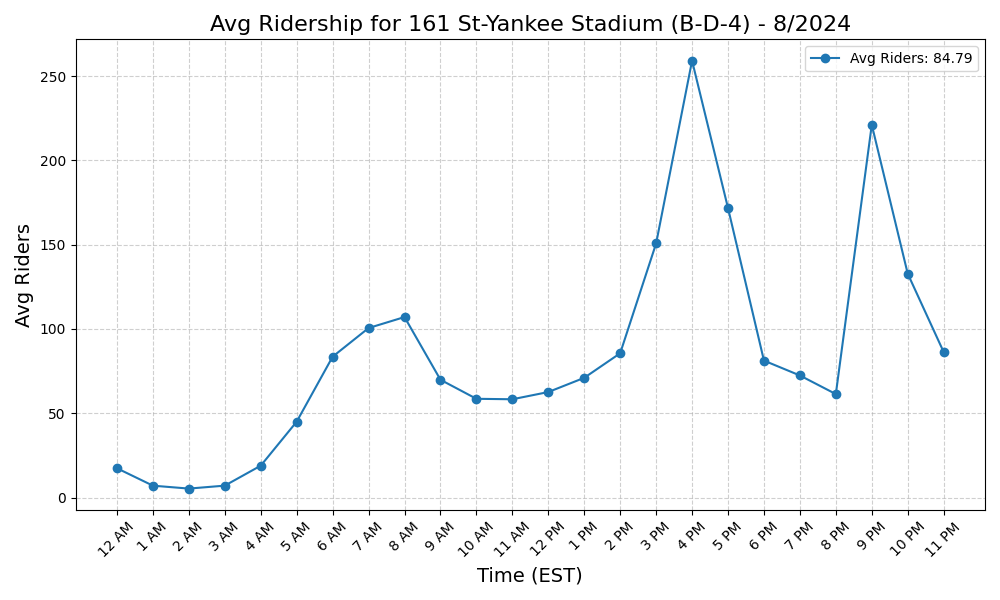 Avg Ridership for 161 St-Yankee Stadium (B-D-4) - 8/2024
Avg Riders: 84.79
Avg Riders
250
200
150
100
50
0
12 AM
1 AM
2 AM
3 AM
4 AM
5 AM
6 AM
7 AM
8 AM
9 AM
10 AM
11 AM
12 PM
1 PM
2 PM
3 PM
4 PM
5 PM
6 PM
7 PM
8 PM
9 PM
10 PM
11 PM
Time (EST)